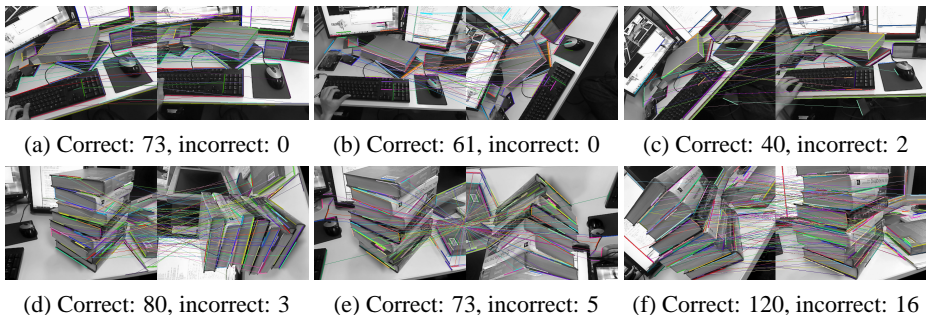 (a) Correct: 73, incorrect: 0
(b) Correct: 61, incorrect: 0
(c) Correct: 40, incorrect: 2
(d) Correct: 80, incorrect: 3
(e) Correct: 73, incorrect: 5
(f) Correct: 120, incorrect: 16